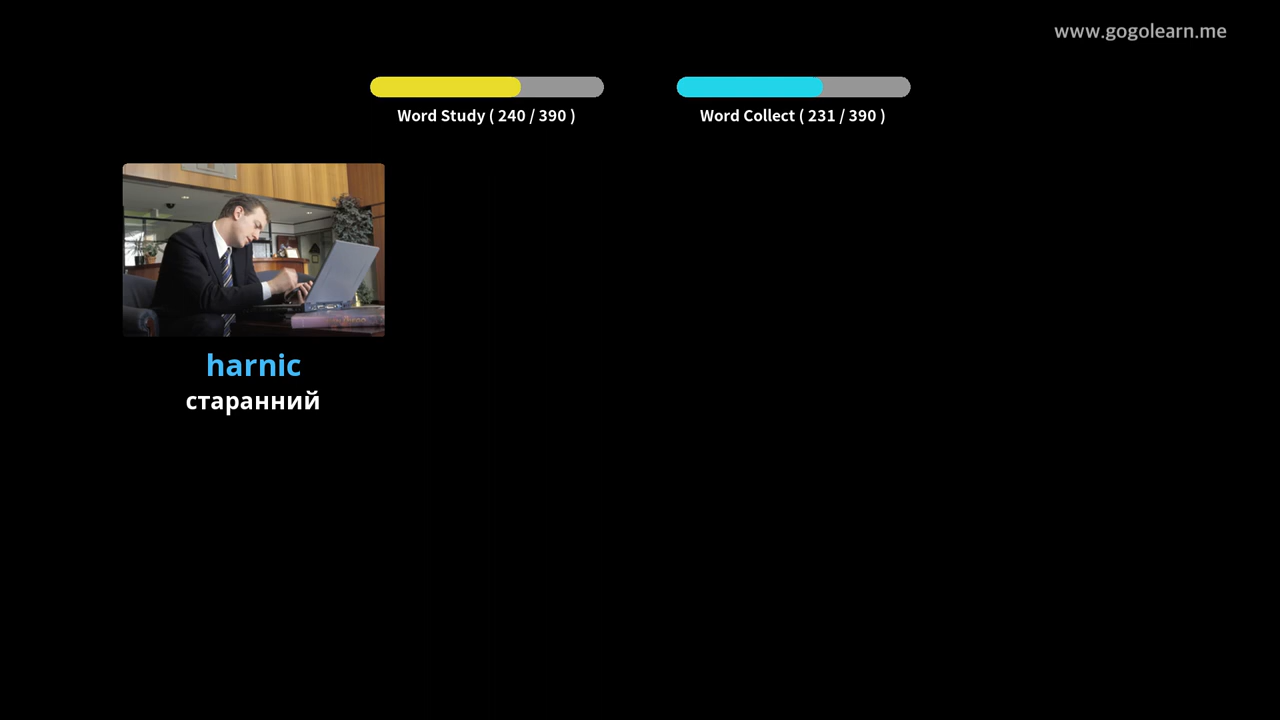 www.gogolearn.me
Word Study ( 240 / 390 )
Word Collect ( 231 / 390 )
harnic
старанний